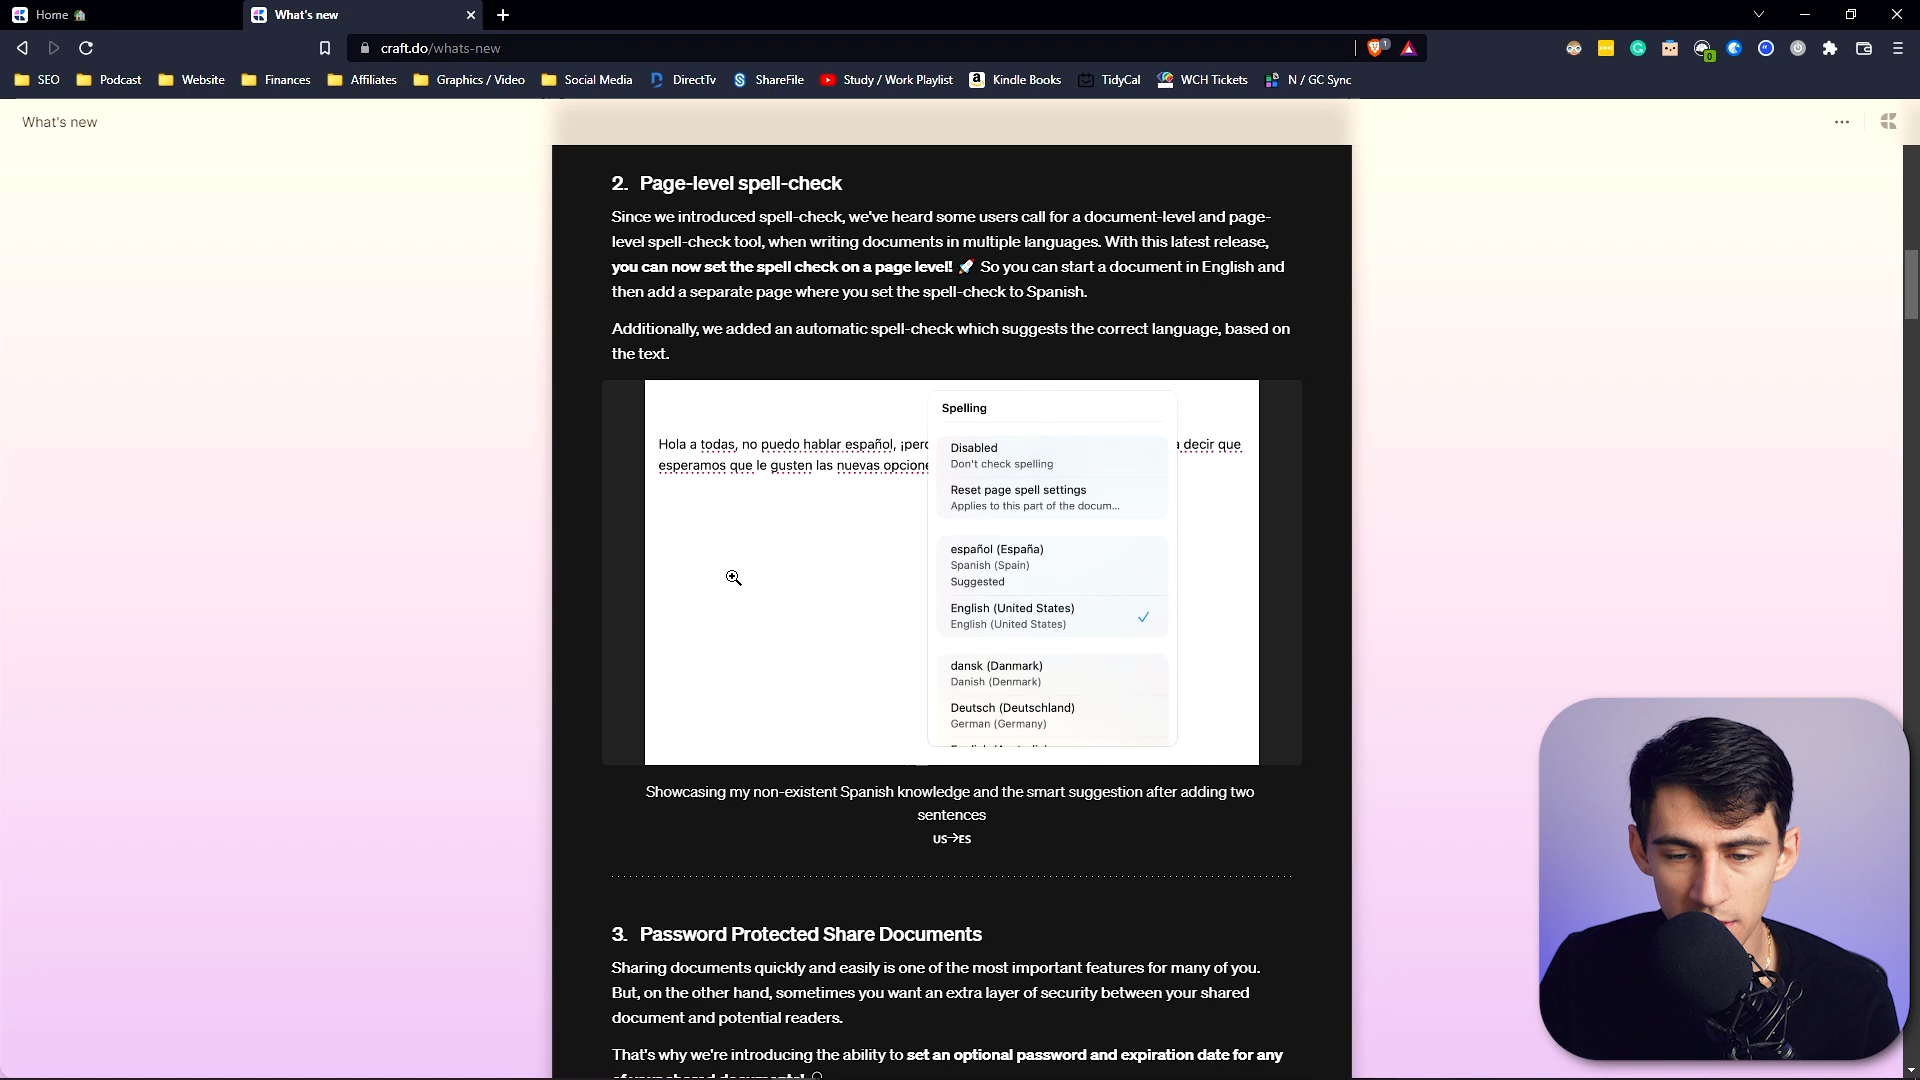 Home
What's new
craft.do/whats-new
1
0
SEO
Podcast
Website
Finances
Affiliates
Graphics / Video
Social Media
DirectTv
ShareFile
Study / Work Playlist
Kindle Books
TidyCal
WCH Tickets
N / GC Sync
What's new
2. Page-level spell-check
Since we introduced spell-check, we've heard some users call for a document-level and page-
level spell-check tool, when writing documents in multiple languages. With this latest release,
you can now set the spell check on a page level! 🚀 So you can start a document in English and
then add a separate page where you set the spell-check to Spanish.
Additionally, we added an automatic spell-check which suggests the correct language, based on
the text.
Hola a todas, no puedo hablar español, ¡perc
a decir que
esperamos que le gusten las nuevas opcione
Spelling
Disabled
Don't check spelling
Reset page spell settings
Applies to this part of the docum...
español (España)
Spanish (Spain)
Suggested
English (United States)
English (United States)
dansk (Danmark)
Danish (Denmark)
Deutsch (Deutschland)
German (Germany)
Showcasing my non-existent Spanish knowledge and the smart suggestion after adding two
sentences
US→ES
3. Password Protected Share Documents
Sharing documents quickly and easily is one of the most important features for many of you.
But, on the other hand, sometimes you want an extra layer of security between your shared
document and potential readers.
That's why we're introducing the ability to set an optional password and expiration date for any
of your shared documents!